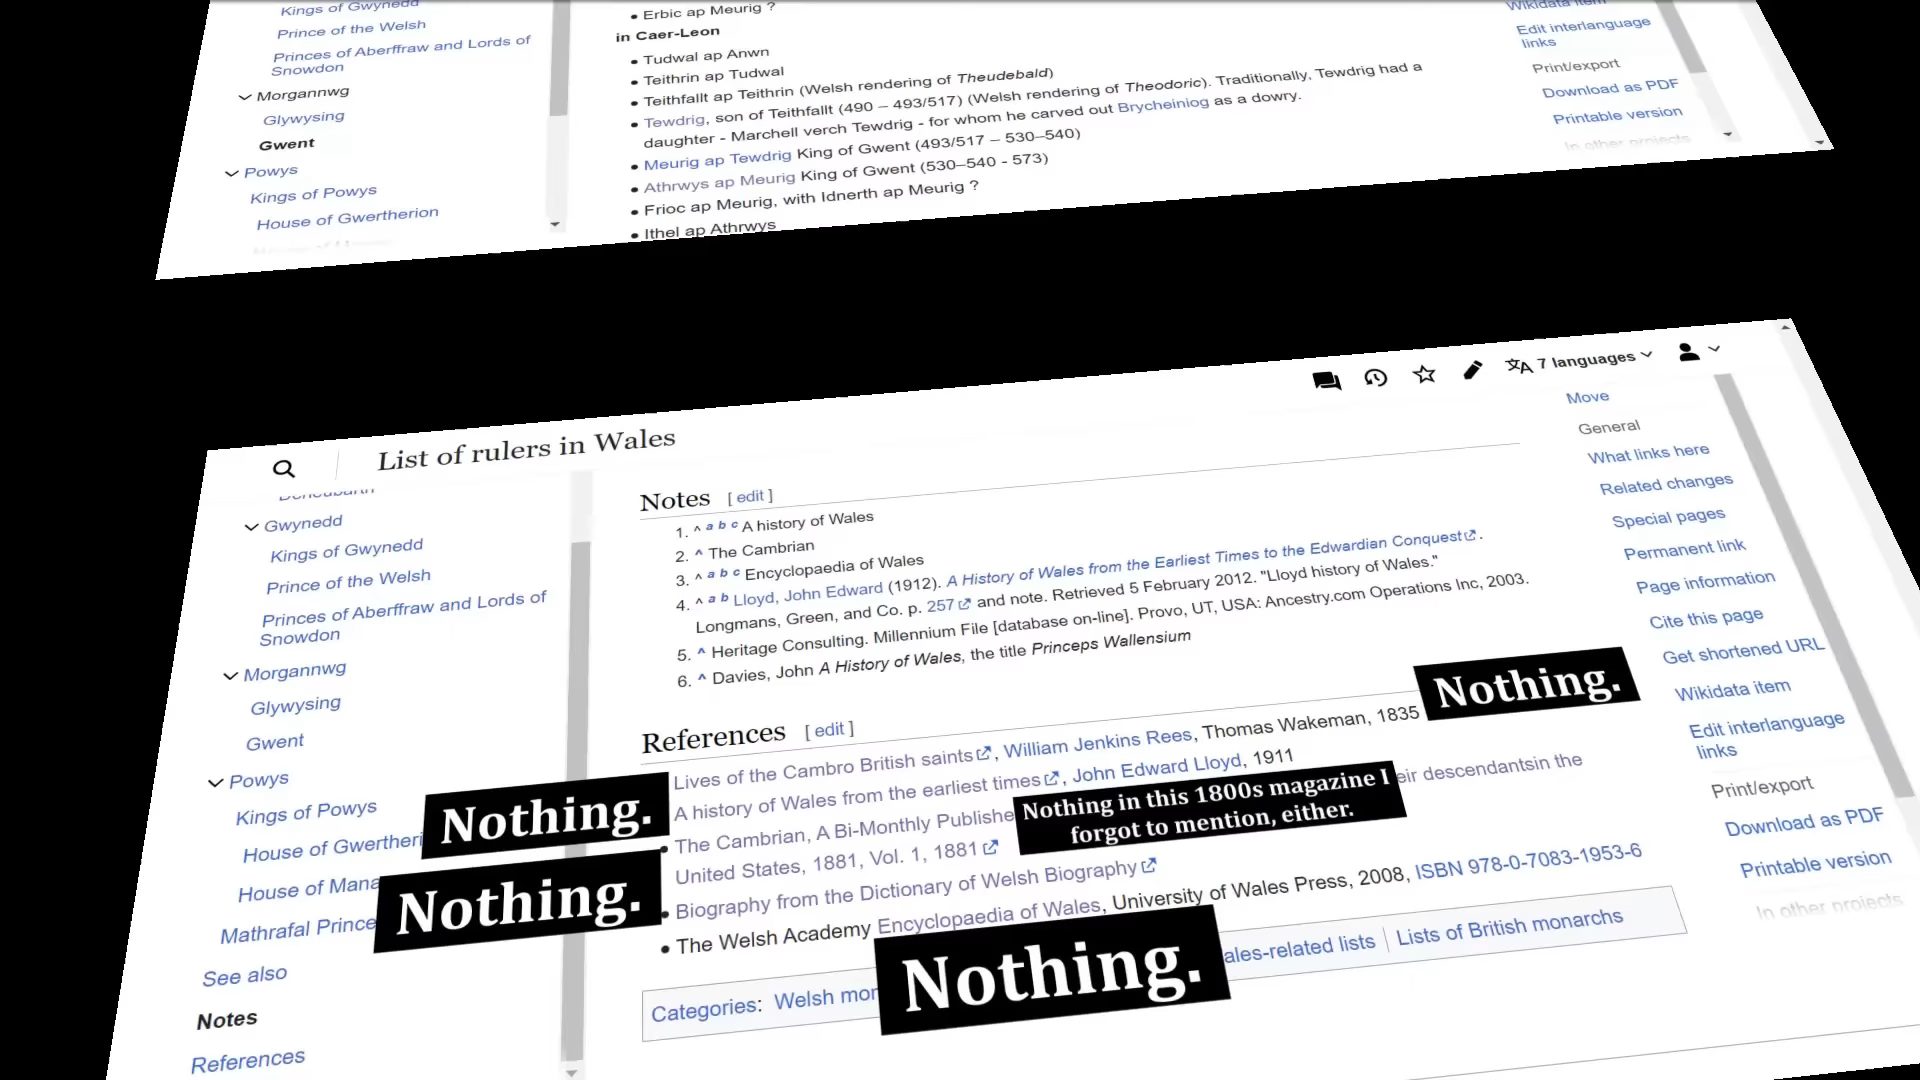 Kings of Gwynedd
Prince of the Welsh
Princes of Aberffraw and Lords of
Snowdon
Morgannwg
Glywysing
Gwent
Powys
Kings of Powys
House of Gwertherion
Erbic ap Meurig ?
in Caer-Leon
Tudwal ap Anwn
Teithrin ap Tudwal
Teithfallt ap Teithrin (Welsh rendering of Theudebald)
Tewdrig, son of Teithfallt (490 – 493/517) (Welsh rendering of Theodoric). Traditionally, Tewdrig had a
daughter - Marchell verch Tewdrig - for whom he carved out Brycheiniog as a dowry.
Meurig ap Tewdrig King of Gwent (493/517 – 530–540)
Athrwys ap Meurig King of Gwent (530–540 - 573)
Frioc ap Meurig, with Idnerth ap Meurig ?
Ithel ap Athrwys
Wikidata item
Edit interlanguage
links
Print/export
Download as PDF
Printable version
In other projects
7 languages
List of rulers in Wales
Deheubarth
Gwynedd
Kings of Gwynedd
Prince of the Welsh
Princes of Aberffraw and Lords of
Snowdon
Morgannwg
Glywysing
Gwent
Powys
Kings of Powys
House of Gwertheri
House of Mana
Mathrafal Prince
See also
Notes
References
Notes [ edit ]
1. ^ a b c A history of Wales
2. ^ The Cambrian
3. ^ a b c Encyclopaedia of Wales
4. ^ a b Lloyd, John Edward (1912). A History of Wales from the Earliest Times to the Edwardian Conquest.
Longmans, Green, and Co. p. 257 and note. Retrieved 5 February 2012. "Lloyd history of Wales."
5. ^ Heritage Consulting. Millennium File [database on-line]. Provo, UT, USA: Ancestry.com Operations Inc, 2003.
6. ^ Davies, John A History of Wales, the title Princeps Wallensium
References [ edit ]
Lives of the Cambro British saints, William Jenkins Rees, Thomas Wakeman, 1835
Nothing.
A history of Wales from the earliest times, John Edward Lloyd, 1911
Nothing.
The Cambrian, A Bi-Monthly Publishe
eir descendantsin the
United States, 1881, Vol. 1, 1881
Nothing in this 1800s magazine I
forgot to mention, either.
Biography from the Dictionary of Welsh Biography
Nothing.
The Welsh Academy Encyclopaedia of Wales, University of Wales Press, 2008, ISBN 978-0-7083-1953-6
Nothing.
Categories: Welsh mon
ales-related lists
Lists of British monarchs
Move
General
What links here
Related changes
Special pages
Permanent link
Page information
Cite this page
Get shortened URL
Wikidata item
Edit interlanguage
links
Print/export
Download as PDF
Printable version
In other projects